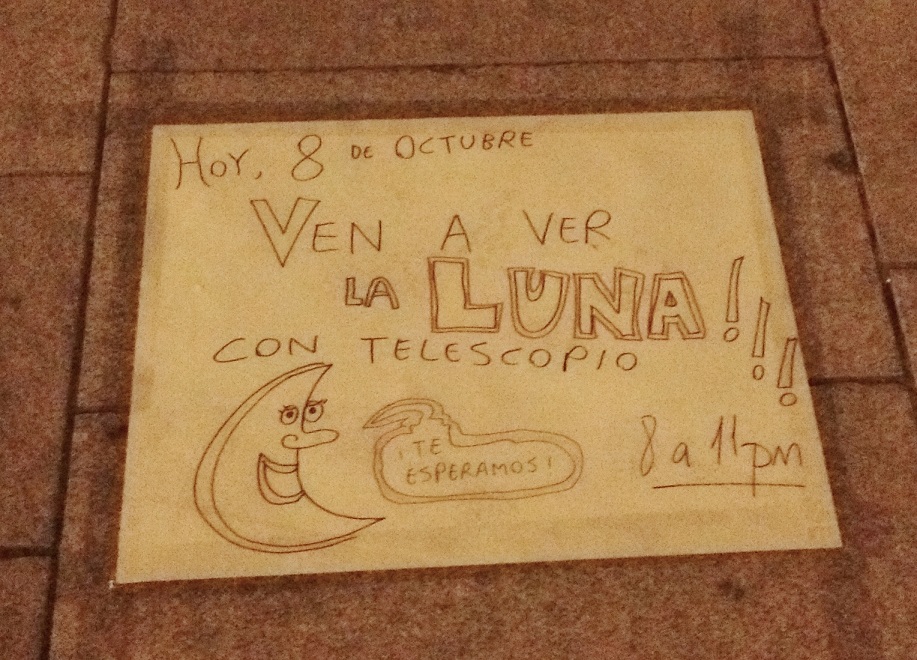 HOY, 8 DE OCTUBRE
VEN A VER
LA LUNA!!!
CON TELESCOPIO
¡TE
ESPERAMOS!
8 a 11pm